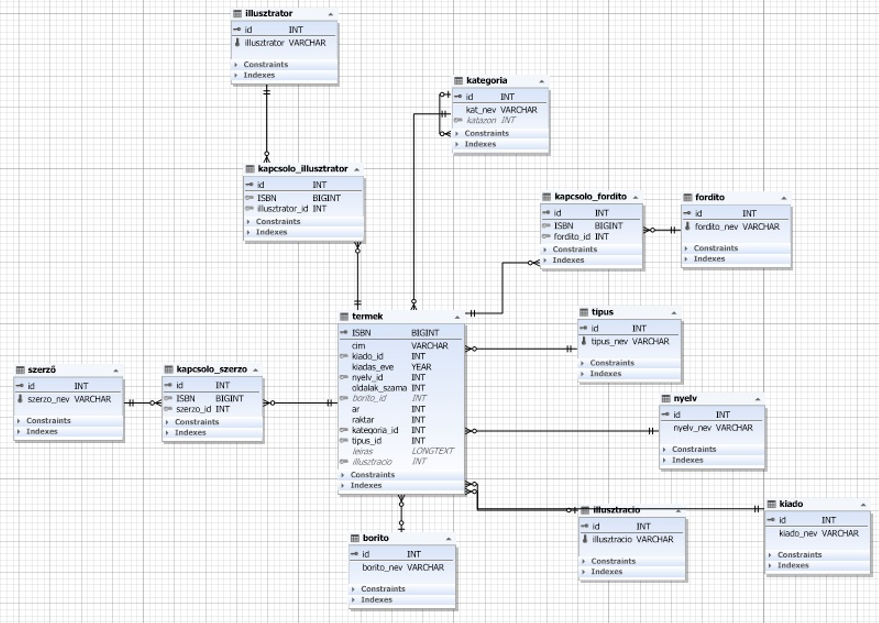 illusztrator
id INT
illusztrator VARCHAR
Constraints
Indexes
kategoria
id INT
kat_nev VARCHAR
katazon INT
Constraints
Indexes
kapcsolo_illusztrator
id INT
ISBN BIGINT
illusztrator_id INT
Constraints
Indexes
kapcsolo_fordito
id INT
ISBN BIGINT
fordito_id INT
Constraints
Indexes
fordito
id INT
fordito_nev VARCHAR
Constraints
Indexes
termek
ISBN BIGINT
cim VARCHAR
kiado_id INT
kiadas_eve YEAR
nyelv_id INT
oldalak_szama INT
borito_id INT
ar INT
raktar INT
kategoria_id INT
tipus_id INT
leiras LONGTEXT
illusztracio INT
Constraints
Indexes
tipus
id INT
tipus_nev VARCHAR
Constraints
Indexes
szerző
id INT
szerzo_nev VARCHAR
Constraints
Indexes
kapcsolo_szerzo
id INT
ISBN BIGINT
szerzo_id INT
Constraints
Indexes
nyelv
id INT
nyelv_nev VARCHAR
Constraints
Indexes
illusztracio
id INT
illusztracio VARCHAR
Constraints
Indexes
kiado
id INT
kiado_nev VARCHAR
Constraints
Indexes
borito
id INT
borito_nev VARCHAR
Constraints
Indexes